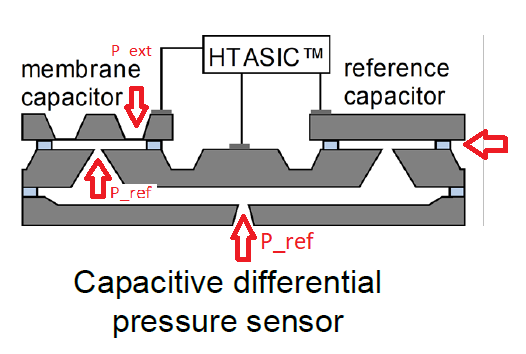 P_ext
HTASIC™
membrane
capacitor
reference
capacitor
P_ref
P_ref
Capacitive differential
pressure sensor